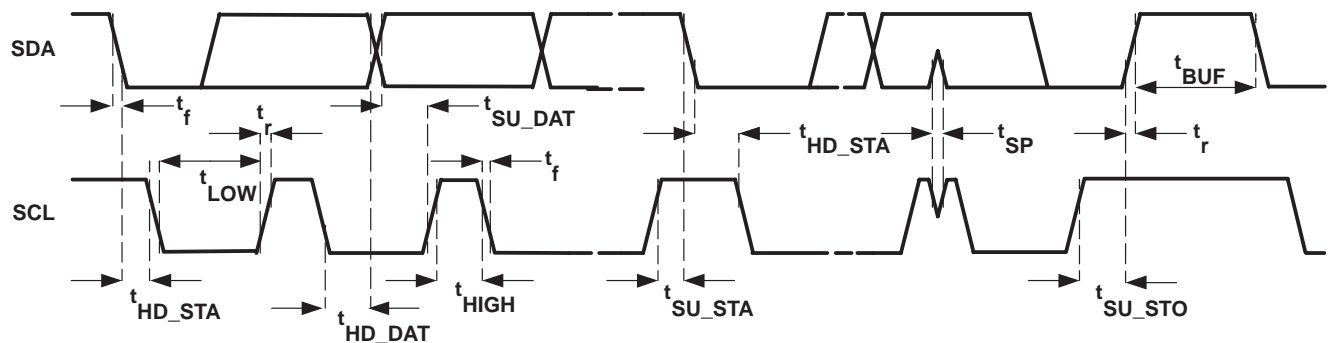 SDA
t_f
t_r
t_SU_DAT
t_HD_STA
t_SP
t_BUF
t_r
SCL
t_LOW
t_f
t_HD_STA
t_HD_DAT
t_HIGH
t_SU_STA
t_SU_STO